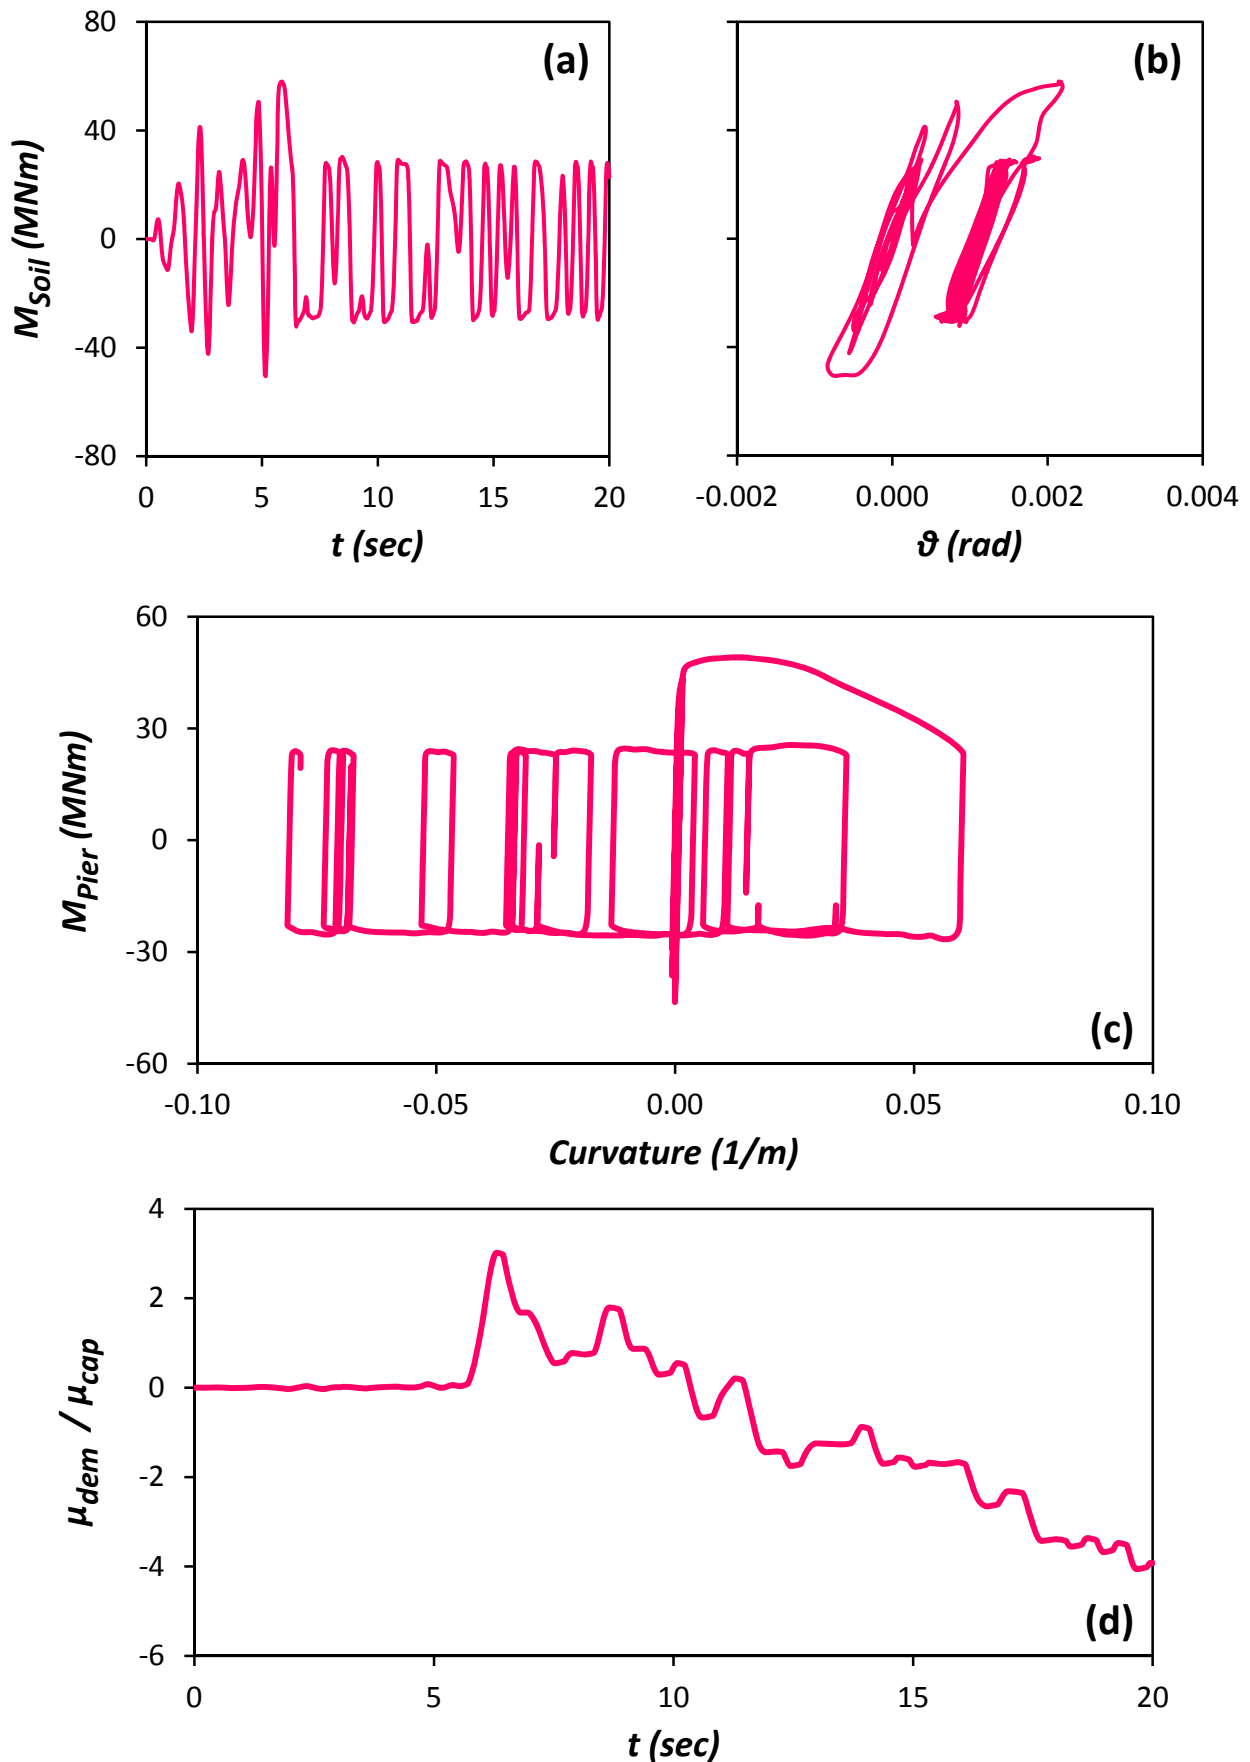 80
40
0
-40
-80
M_Soil (MNm)
(a)
0 5 10 15 20
t (sec)
(b)
-0.002 0.000 0.002 0.004
ϑ (rad)
60
30
0
-30
-60
M_Pier (MNm)
(c)
-0.10 -0.05 0.00 0.05 0.10
Curvature (1/m)
4
2
0
-2
-4
-6
μ_dem / μ_cap
(d)
0 5 10 15 20
t (sec)